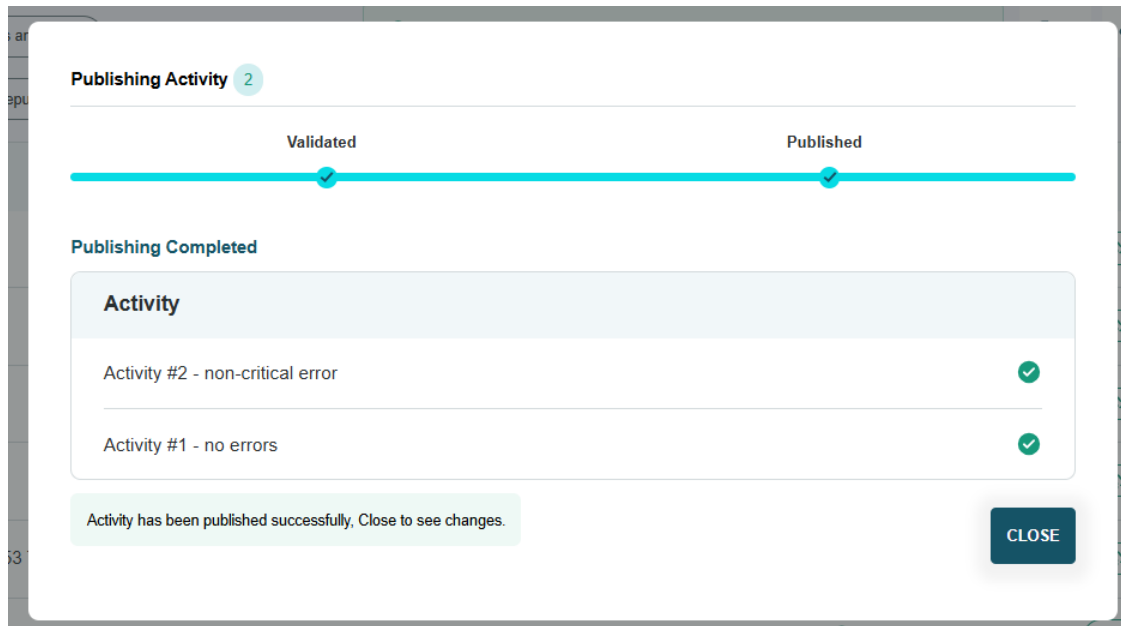 Publishing Activity 2
Validated
Published
Publishing Completed
Activity
Activity #2 - non-critical error
Activity #1 - no errors
Activity has been published successfully, Close to see changes.
CLOSE
53